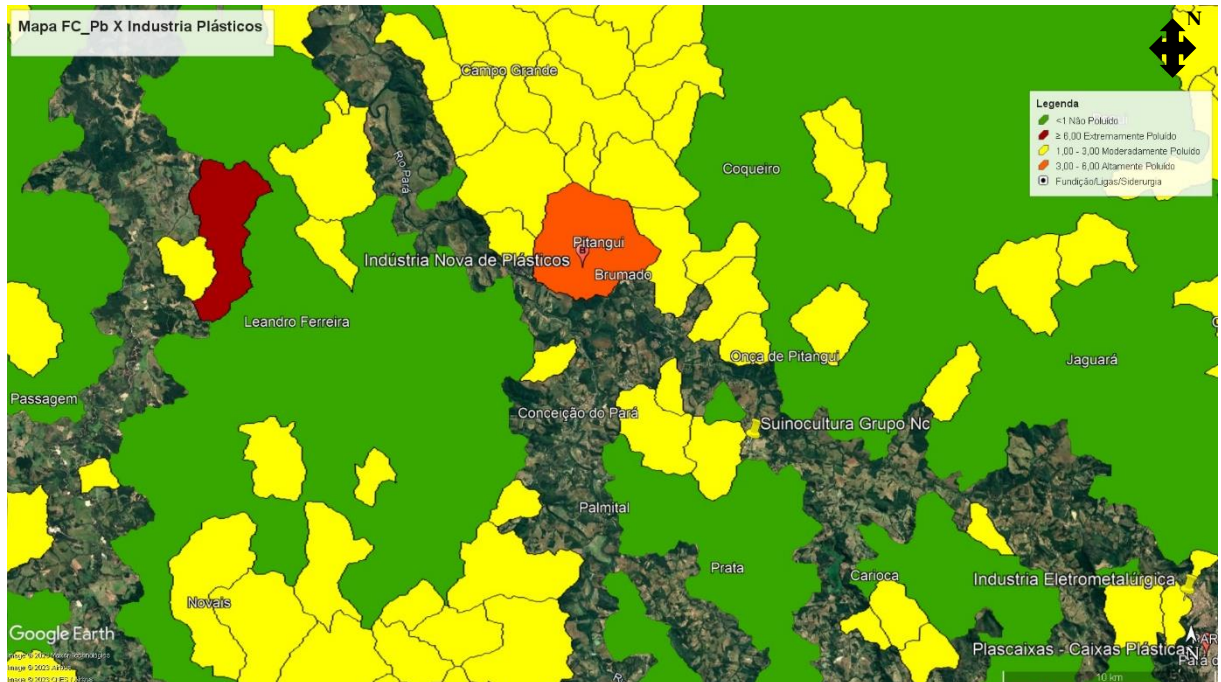 Mapa FC_Pb X Industria Plásticos
N
Campo Grande
Legenda
<1 Não Poluído
≥ 6,00 Extremamente Poluído
1,00 - 3,00 Moderadamente Poluído
3,00 - 6,00 Altamente Poluído
Fundição/Ligas/Siderurgia
Rio Pará
Coqueiro
Pitangui
Indústria Nova de Plásticos
Brumado
Leandro Ferreira
Onça de Pitangui
Jaguará
Passagem
Conceição do Pará
Suinocultura Grupo Nc
Palmital
Prata
Carioca
Industria Eletrometalúrgica
Novais
Google Earth
Plascaixas - Caixas Plástica
N
10 km